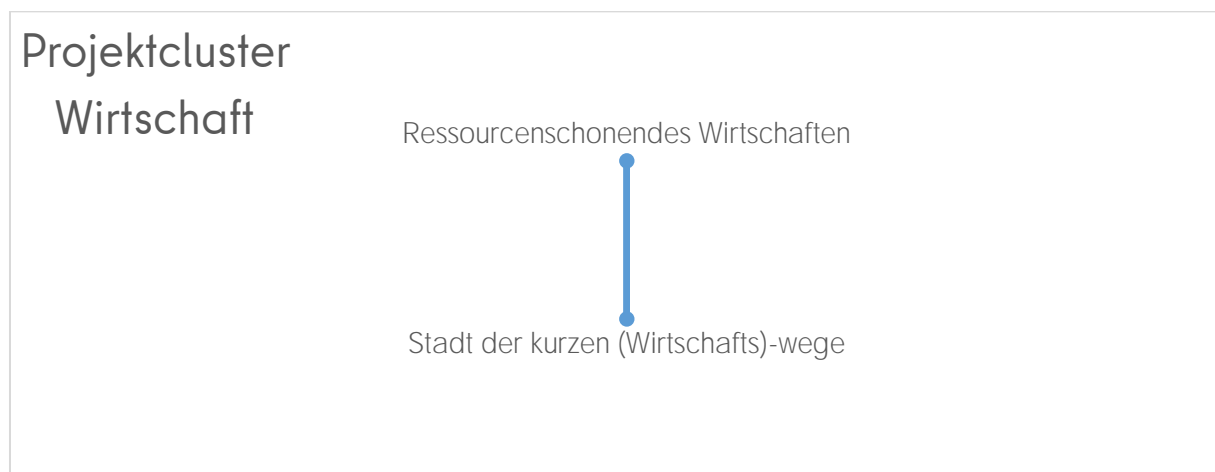 Projektcluster
Wirtschaft
Ressourcenschonendes Wirtschaften
Stadt der kurzen (Wirtschafts)-wege